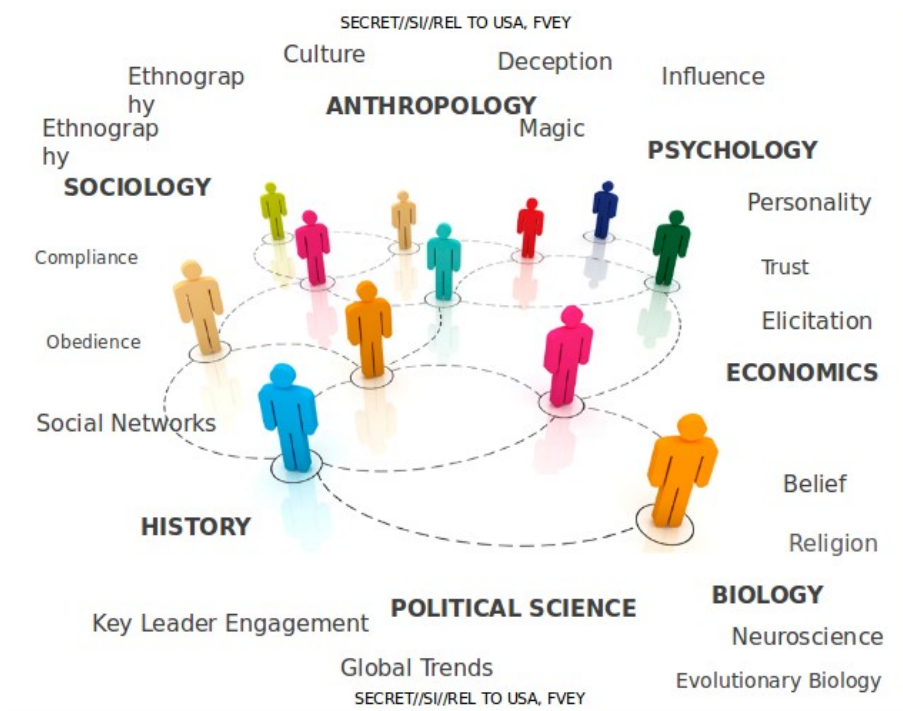 SECRET//SI//REL TO USA, FVEY
Culture
Deception
Influence
Ethnograp
hy
ANTHROPOLOGY
Magic
Ethnograp
hy
PSYCHOLOGY
SOCIOLOGY
Personality
Compliance
Trust
Elicitation
Obedience
ECONOMICS
Social Networks
Belief
HISTORY
Religion
BIOLOGY
POLITICAL SCIENCE
Key Leader Engagement
Neuroscience
Global Trends
Evolutionary Biology
SECRET//SI//REL TO USA, FVEY